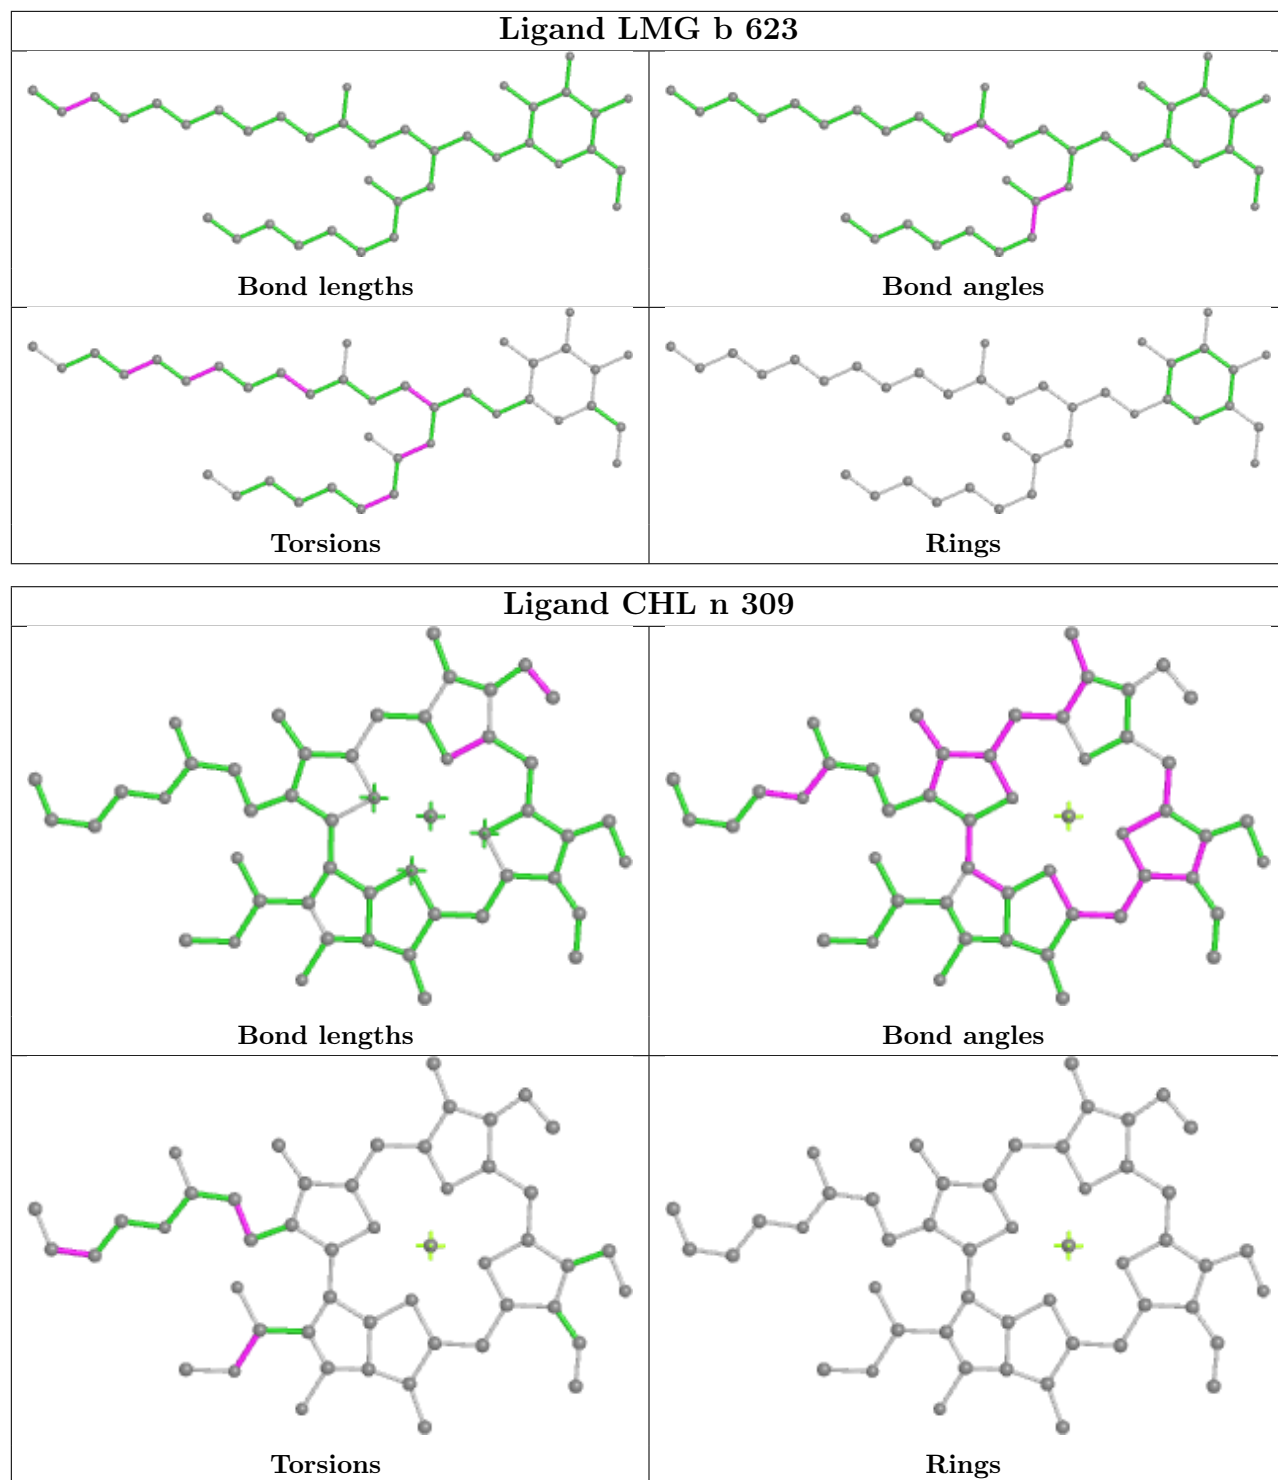 Ligand LMG b 623
Bond lengths
Bond angles
Torsions
Rings
Ligand CHL n 309
Bond lengths
Bond angles
Torsions
Rings